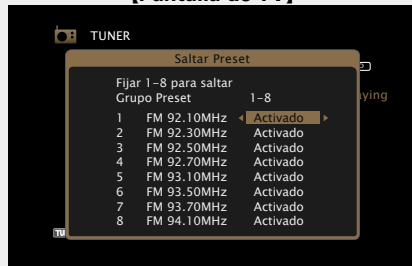 [Pantalla de TV]
TUNER
Saltar Preset
Fijar 1-8 para saltar
Grupo Preset 1-8
1 FM 92.10MHz Activado
2 FM 92.30MHz Activado
3 FM 92.50MHz Activado
4 FM 92.70MHz Activado
5 FM 93.10MHz Activado
6 FM 93.50MHz Activado
7 FM 93.70MHz Activado
8 FM 94.10MHz Activado
ying
TU